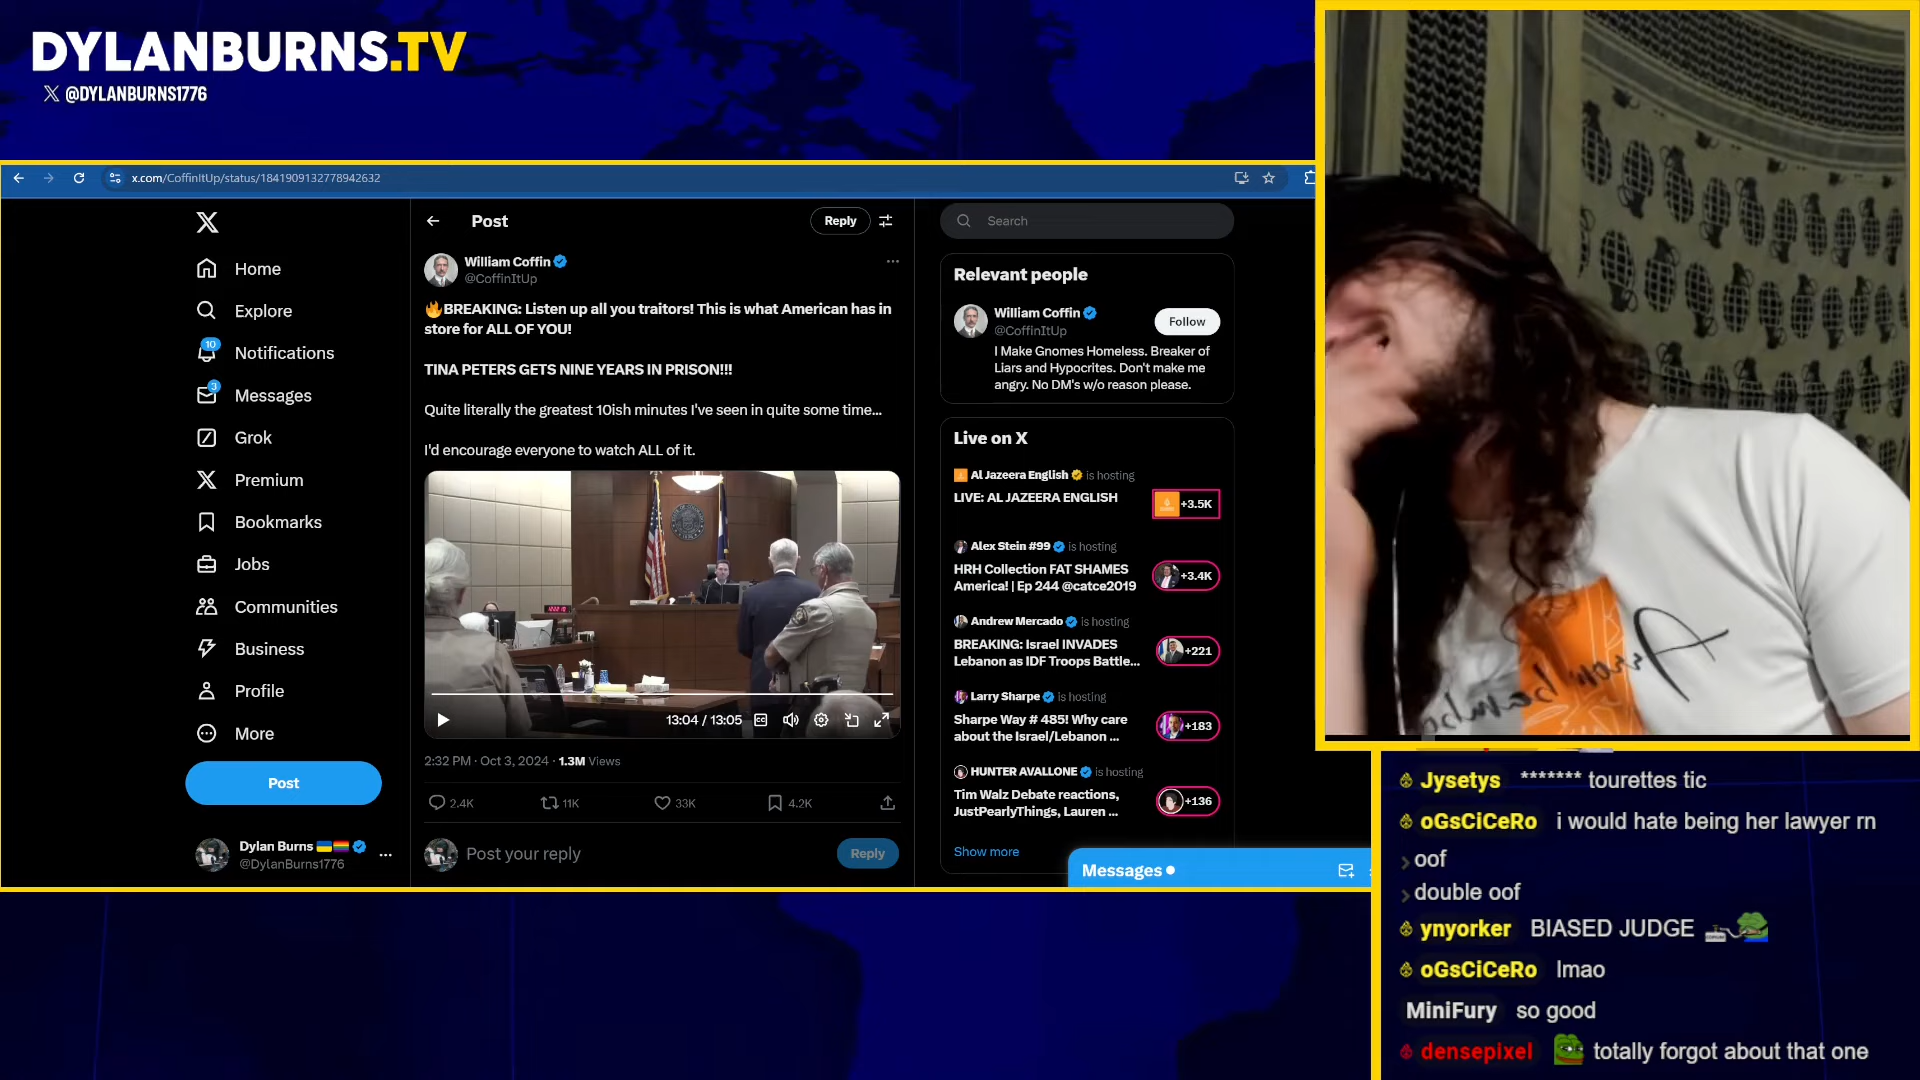 DYLANBURNS.TV
@DYLANBURNS1776
x.com/CoffinItUp/status/1841909132778942632
Home
Explore
10
Notifications
3
Messages
Grok
Premium
Bookmarks
Jobs
Communities
Business
Profile
More
Post
Dylan Burns
@DylanBurns1776
Post
Reply
William Coffin
@CoffinItUp
BREAKING: Listen up all you traitors! This is what American has in
store for ALL OF YOU!
TINA PETERS GETS NINE YEARS IN PRISON!!!
Quite literally the greatest 10ish minutes I've seen in quite some time...
I'd encourage everyone to watch ALL of it.
13:04 / 13:05
2:32 PM · Oct 3, 2024 · 1.3M Views
2.4K
11K
33K
4.2K
Post your reply
Reply
Search
Relevant people
William Coffin
@CoffinItUp
Follow
I Make Gnomes Homeless. Breaker of
Liars and Hypocrites. Don't make me
angry. No DM's w/o reason please.
Live on X
Al Jazeera English is hosting
LIVE: AL JAZEERA ENGLISH
+3.5K
Alex Stein #99 is hosting
HRH Collection FAT SHAMES
America! | Ep 244 @catce2019
+3.4K
Andrew Mercado is hosting
BREAKING: Israel INVADES
Lebanon as IDF Troops Battle...
+221
Larry Sharpe is hosting
Sharpe Way # 485! Why care
about the Israel/Lebanon ...
+183
HUNTER AVALLONE is hosting
Tim Walz Debate reactions,
JustPearlyThings, Lauren ...
+136
Show more
Messages
Jysetys ******* tourettes tic
oGsCiCeRo i would hate being her lawyer rn
oof
double oof
ynyorker BIASED JUDGE
oGsCiCeRo lmao
MiniFury so good
densepixel totally forgot about that one